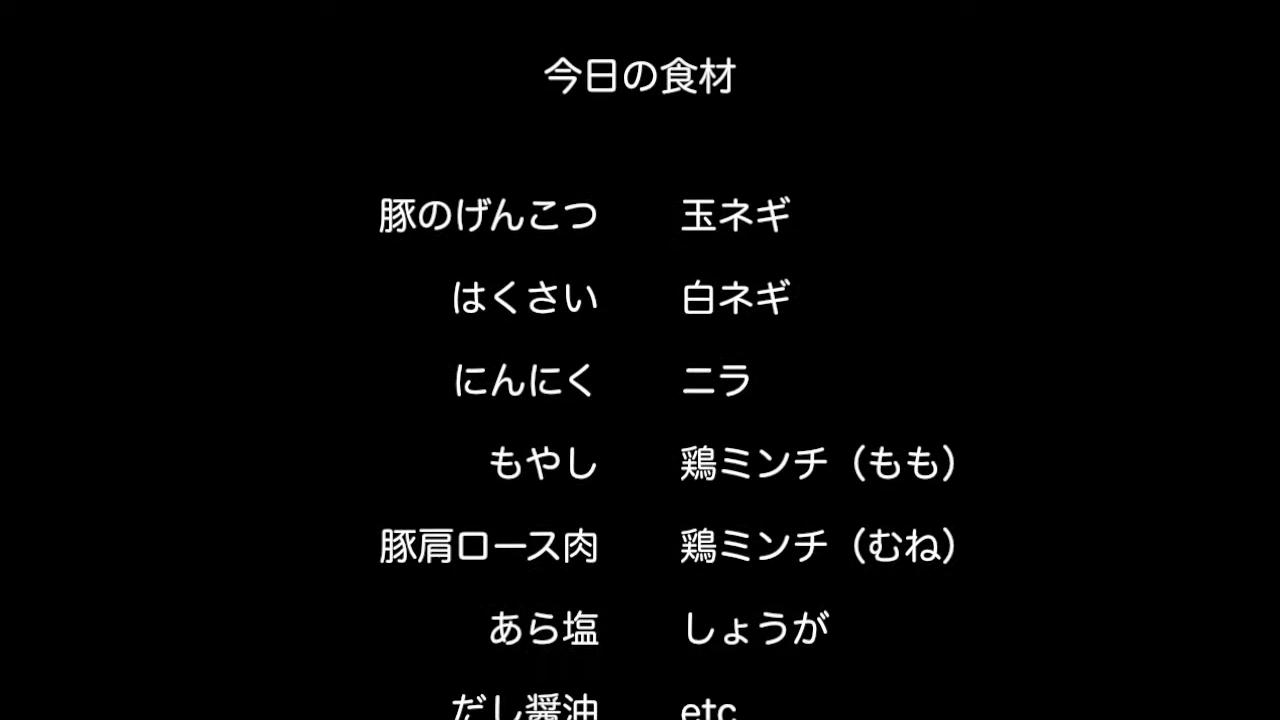 今日の食材
豚のげんこつ 玉ネギ
はくさい 白ネギ
にんにく ニラ
もやし 鶏ミンチ（もも）
豚肩ロース肉 鶏ミンチ（むね）
あら塩 しょうが
だし醤油 etc